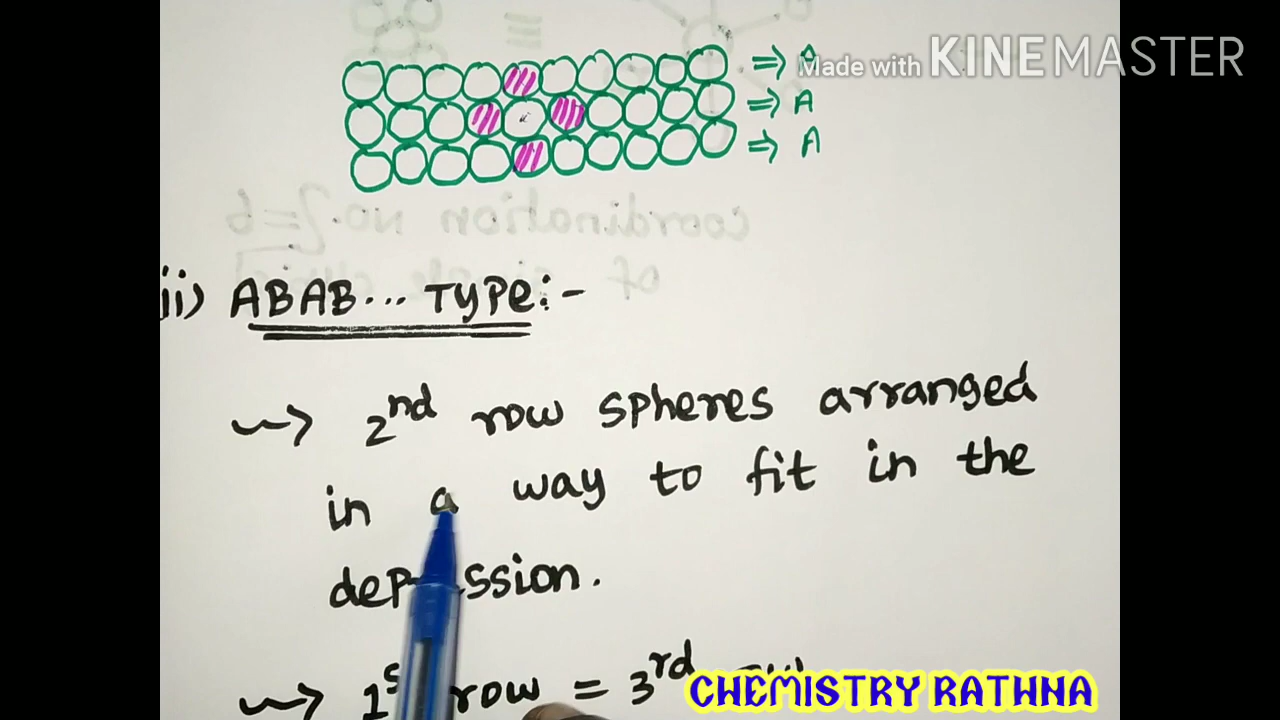 ⇒ A
Made with KINEMASTER
⇒ A
⇒ A
ii) ABAB... TYPe:-
2nd row spheres arranged
in a way to fit in the
1st row = 3rd
CHEMISTRY RATHNA